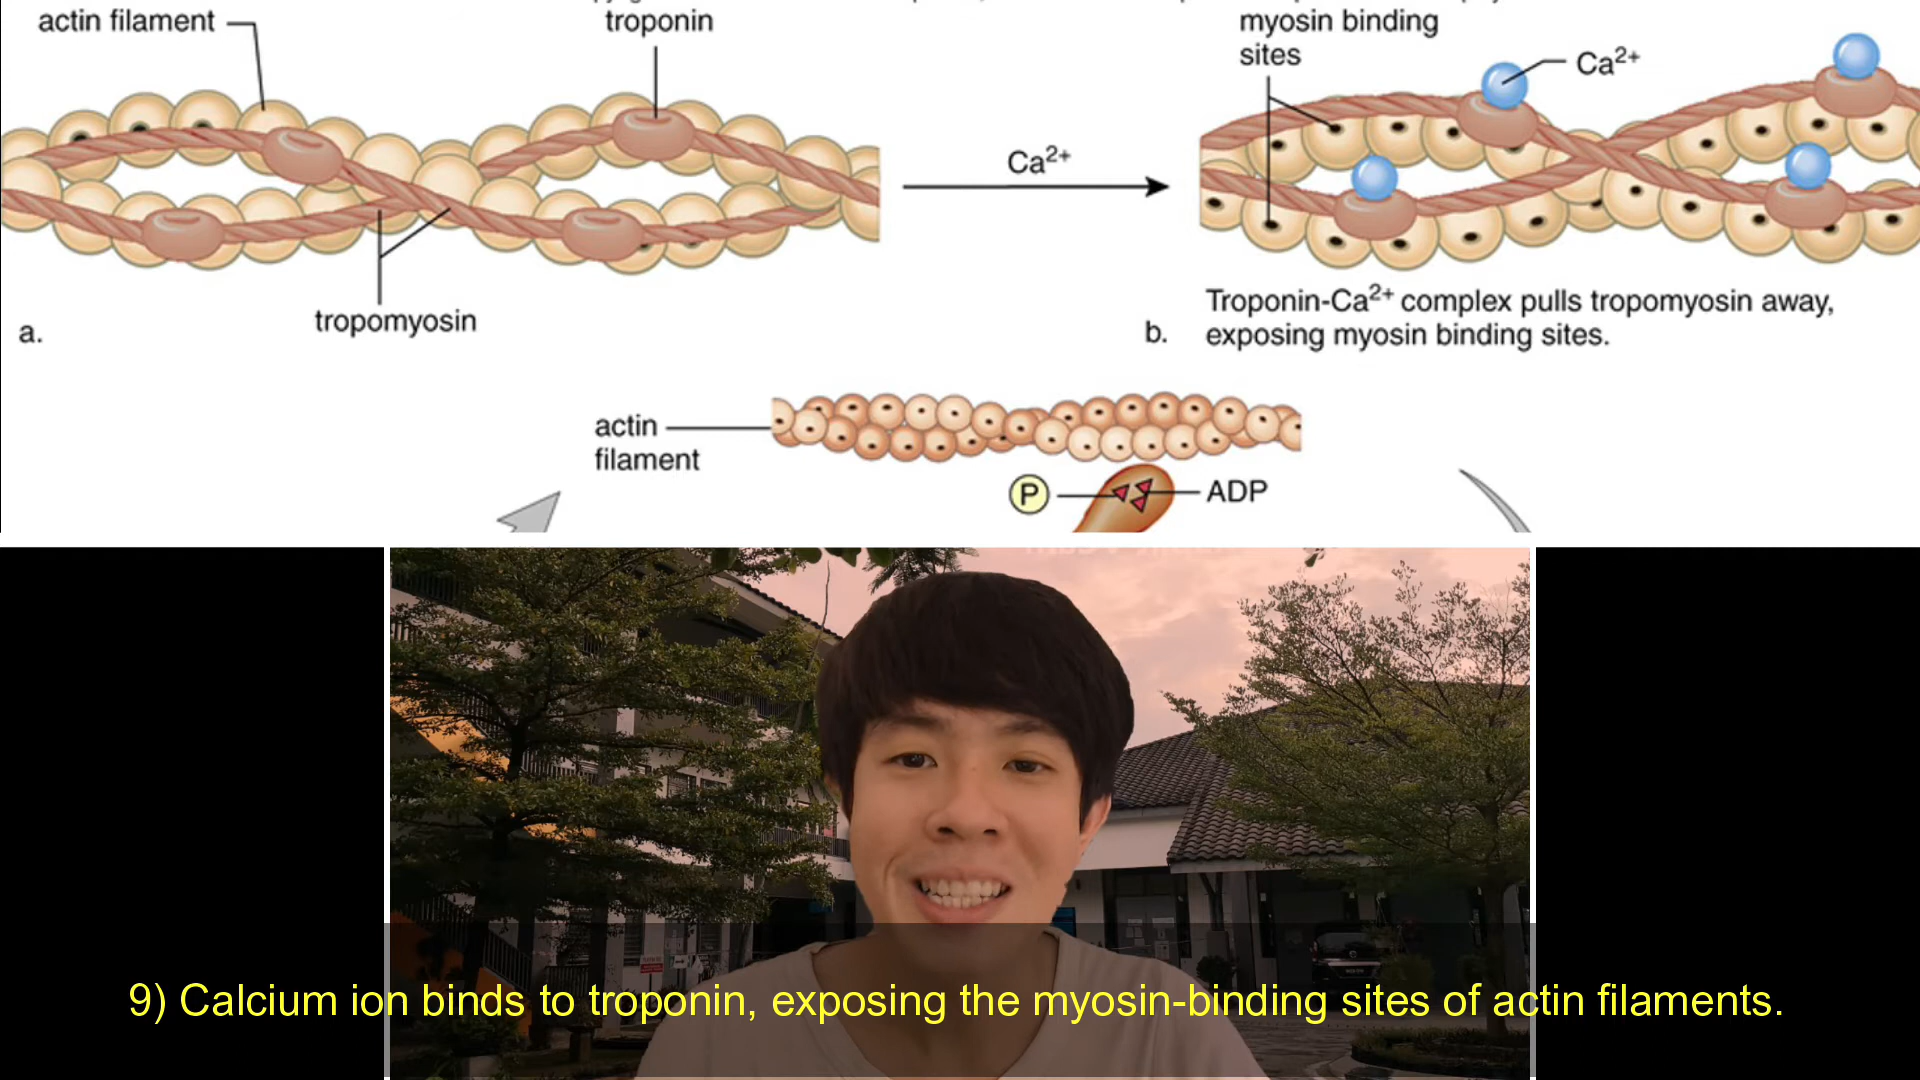 actin filament
troponin
myosin binding
sites
Ca²⁺
Ca²⁺
tropomyosin
a.
b.
Troponin-Ca²⁺ complex pulls tropomyosin away,
exposing myosin binding sites.
actin
filament
P
ADP
9) Calcium ion binds to troponin, exposing the myosin-binding sites of actin filaments.